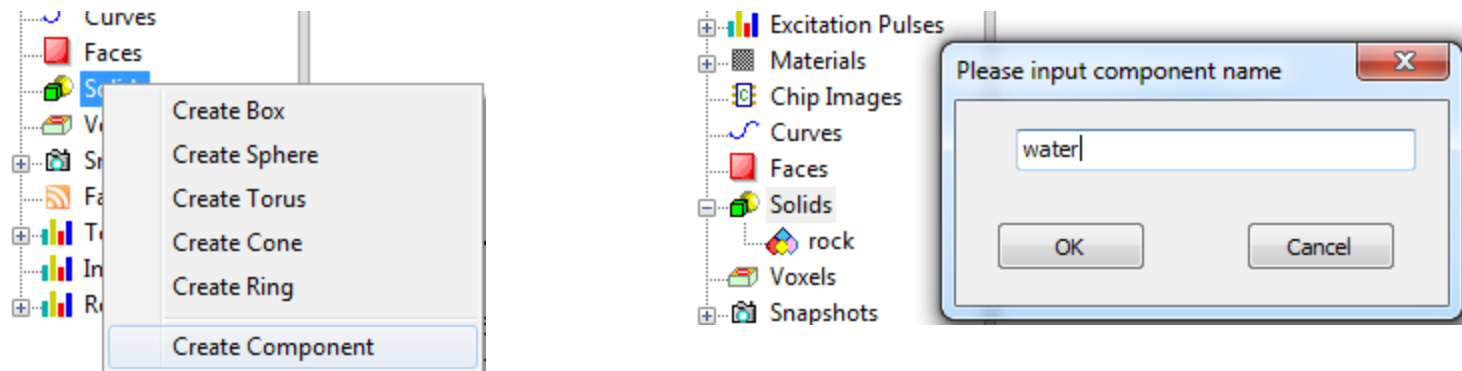 Curves
Faces
Create Box
Create Sphere
Create Torus
Create Cone
Create Ring
Create Component
Excitation Pulses
Materials
Chip Images
Curves
Faces
Solids
rock
Voxels
Snapshots
Please input component name
water
OK
Cancel